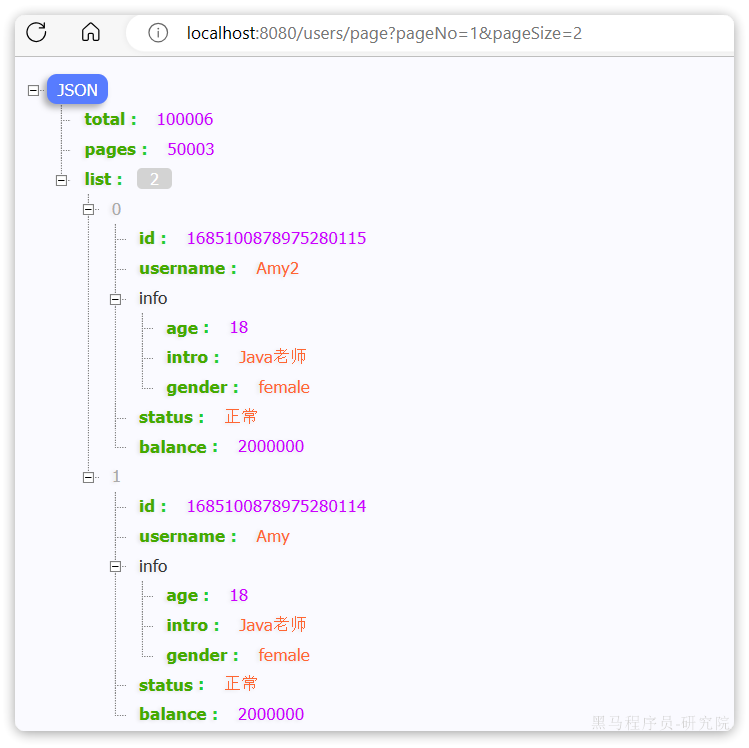 localhost:8080/users/page?pageNo=1&pageSize=2
JSON
total : 100006
pages : 50003
list : 2
0
id : 1685100878975280115
username : Amy2
info
age : 18
intro : Java老师
gender : female
status : 正常
balance : 2000000
1
id : 1685100878975280114
username : Amy
info
age : 18
intro : Java老师
gender : female
status : 正常
balance : 2000000
黑马程序员-研究院